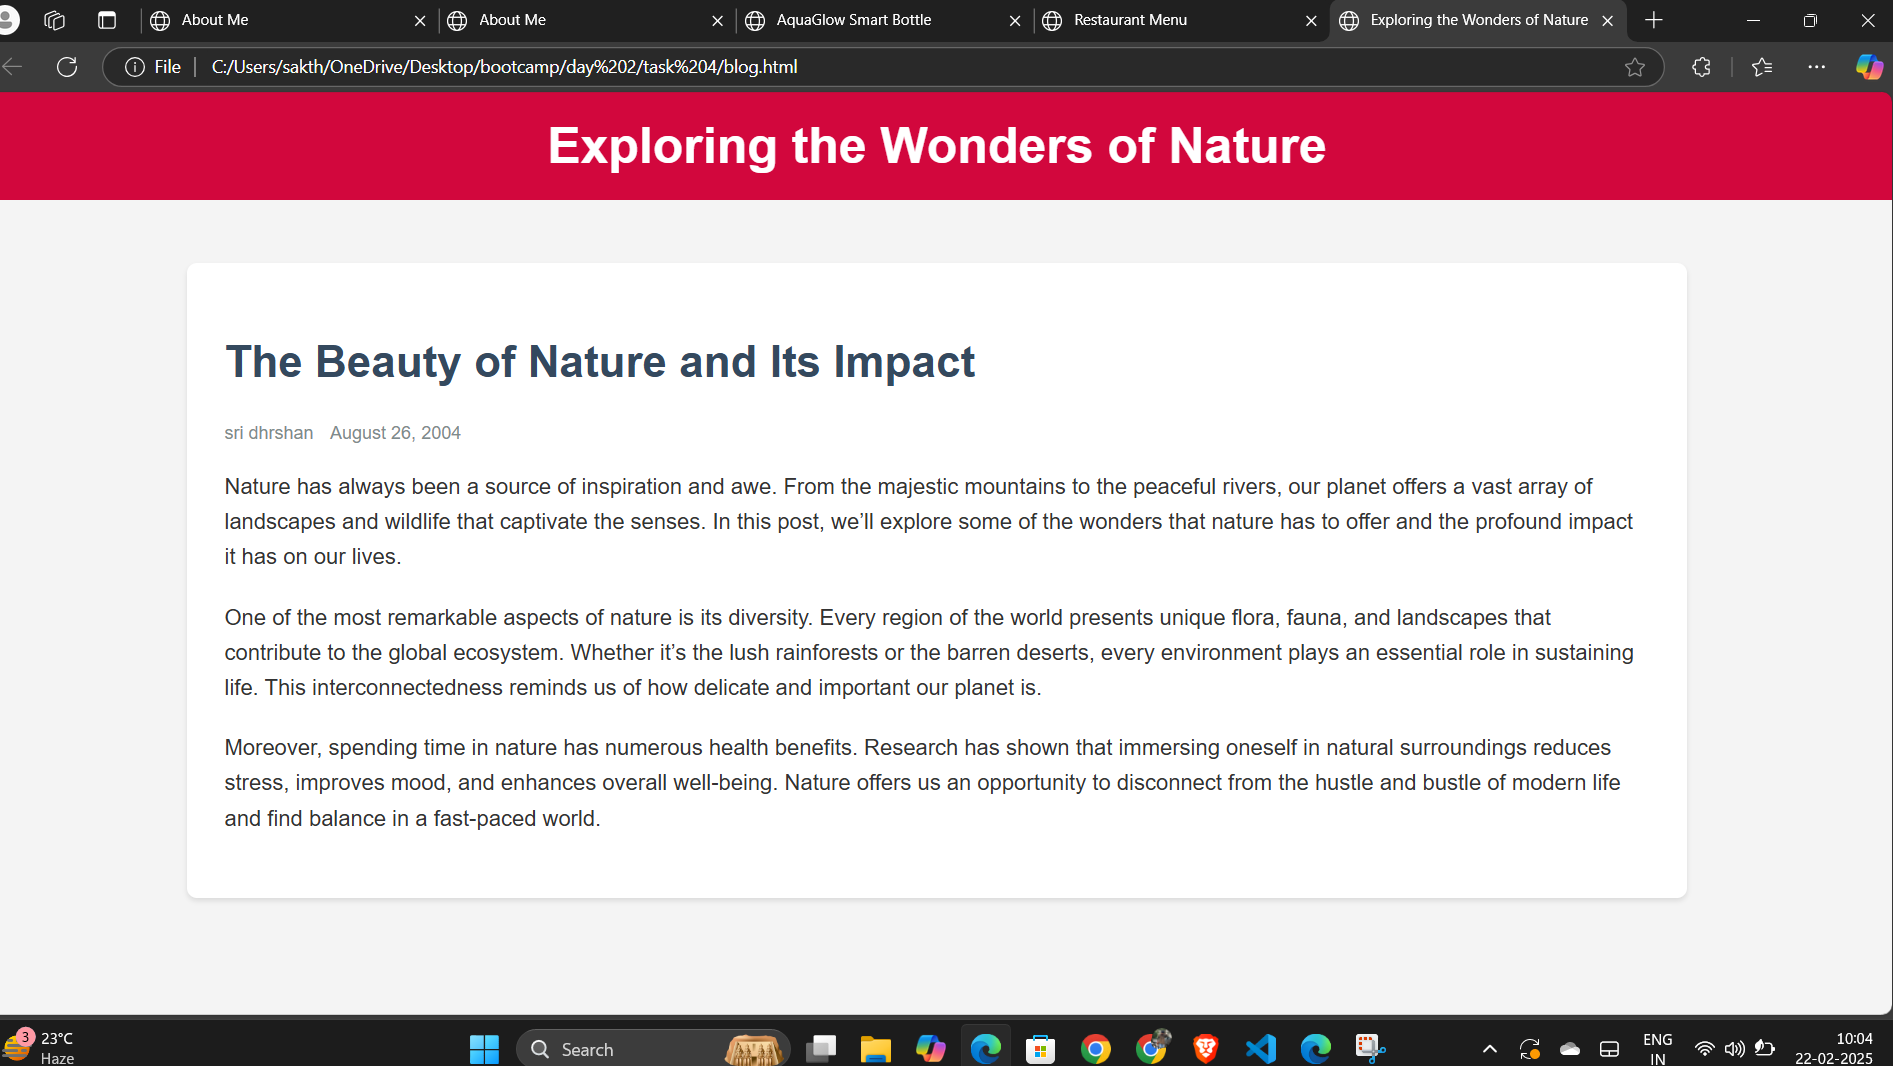 About Me
About Me
AquaGlow Smart Bottle
Restaurant Menu
Exploring the Wonders of Nature
File
C:/Users/sakth/OneDrive/Desktop/bootcamp/day%202/task%204/blog.html
Exploring the Wonders of Nature
The Beauty of Nature and Its Impact
sri dhrshan August 26, 2004
Nature has always been a source of inspiration and awe. From the majestic mountains to the peaceful rivers, our planet offers a vast array of
landscapes and wildlife that captivate the senses. In this post, we’ll explore some of the wonders that nature has to offer and the profound impact
it has on our lives.
One of the most remarkable aspects of nature is its diversity. Every region of the world presents unique flora, fauna, and landscapes that
contribute to the global ecosystem. Whether it’s the lush rainforests or the barren deserts, every environment plays an essential role in sustaining
life. This interconnectedness reminds us of how delicate and important our planet is.
Moreover, spending time in nature has numerous health benefits. Research has shown that immersing oneself in natural surroundings reduces
stress, improves mood, and enhances overall well-being. Nature offers us an opportunity to disconnect from the hustle and bustle of modern life
and find balance in a fast-paced world.
3
23°C
Haze
Search
ENG
IN
10:04
22-02-2025